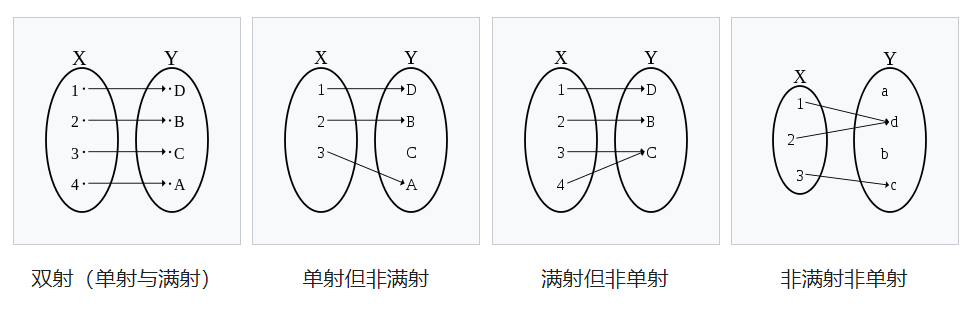 X Y
1 D
2 B
3 C
4 A
双射（单射与满射）
X Y
1 D
2 B
3 C
A
单射但非满射
X Y
1 D
2 B
3 C
4
满射但非单射
Y
X
a
1
d
2
b
3
c
非满射非单射